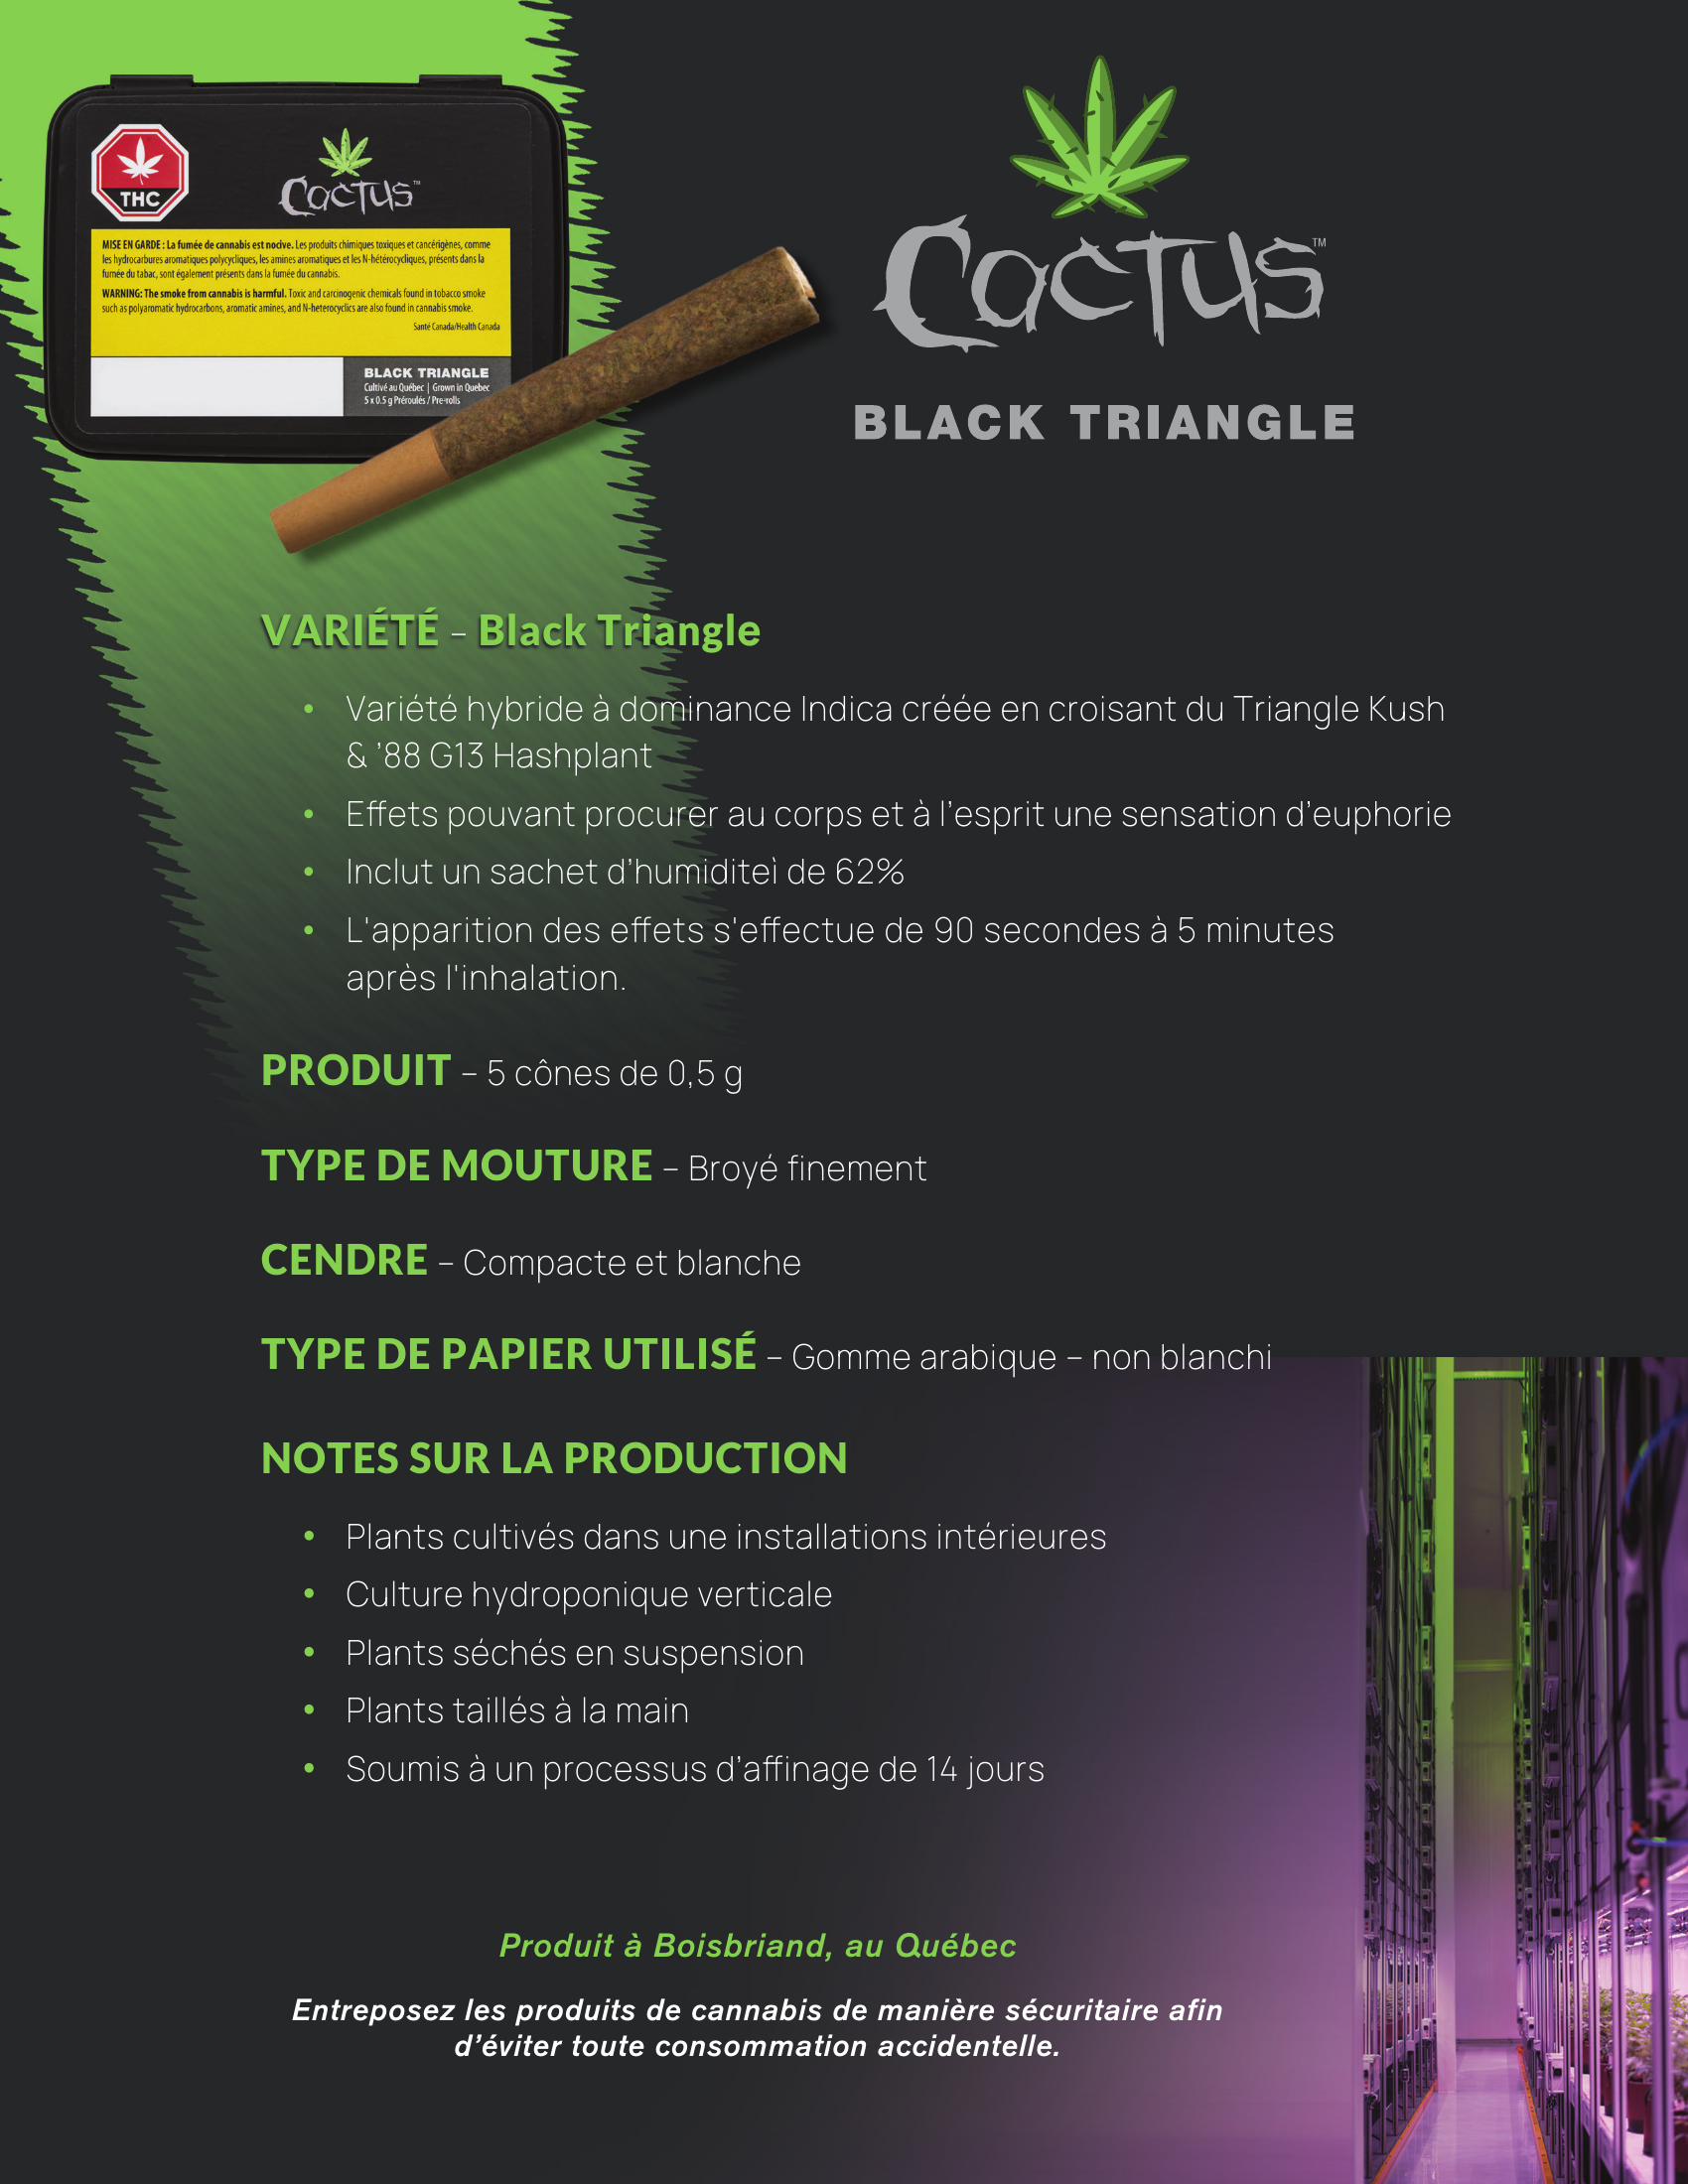 THC
Cactus™
MISE EN GARDE : La fumée de cannabis est nocive. Les produits chimiques toxiques et cancérigènes, comme
les hydrocarbures aromatiques polycycliques, les amines aromatiques et les N-hétérocycliques, présents dans la
fumée du tabac, sont également présents dans la fumée du cannabis.
WARNING: The smoke from cannabis is harmful. Toxic and carcinogenic chemicals found in tobacco smoke
such as polyaromatic hydrocarbons, aromatic amines, and N-heterocyclics are also found in cannabis smoke.
Santé Canada/Health Canada
BLACK TRIANGLE
Cultivé au Québec | Grown in Quebec
5 x 0.5 g Préroulés / Pre-rolls
Cactus™
BLACK TRIANGLE
VARIÉTÉ – Black Triangle
• Variété hybride à dominance Indica créée en croisant du Triangle Kush
& ’88 G13 Hashplant
• Effets pouvant procurer au corps et à l’esprit une sensation d’euphorie
• Inclut un sachet d’humiditeì de 62%
• L'apparition des effets s'effectue de 90 secondes à 5 minutes
après l'inhalation.
PRODUIT – 5 cônes de 0,5 g
TYPE DE MOUTURE – Broyé finement
CENDRE – Compacte et blanche
TYPE DE PAPIER UTILISÉ – Gomme arabique – non blanchi
NOTES SUR LA PRODUCTION
• Plants cultivés dans une installations intérieures
• Culture hydroponique verticale
• Plants séchés en suspension
• Plants taillés à la main
• Soumis à un processus d’affinage de 14 jours
Produit à Boisbriand, au Québec
Entreposez les produits de cannabis de manière sécuritaire afin
d’éviter toute consommation accidentelle.